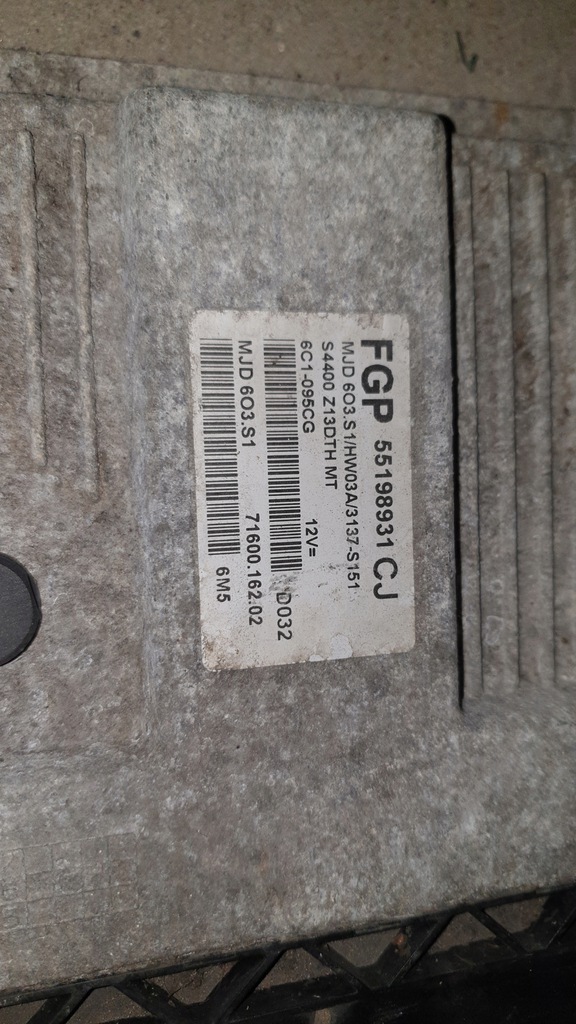 FGP 55198931 CJ
MJD 6O3.S1/HW03A/3137-S151
S4400 Z13DTH MT
6C1-095CG 12V=
D032
MJD 6O3.S1 71600.162.02
6M5